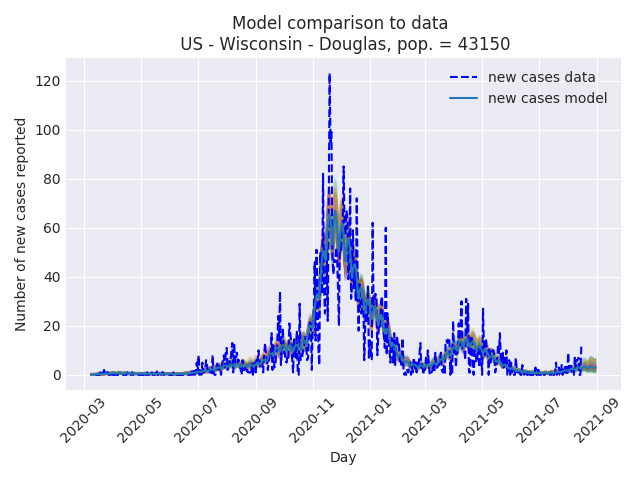 Model comparison to data
US - Wisconsin - Douglas, pop. = 43150
new cases data
new cases model
Number of new cases reported
120
100
80
60
40
20
0
2020-03
2020-05
2020-07
2020-09
2020-11
2021-01
2021-03
2021-05
2021-07
2021-09
Day